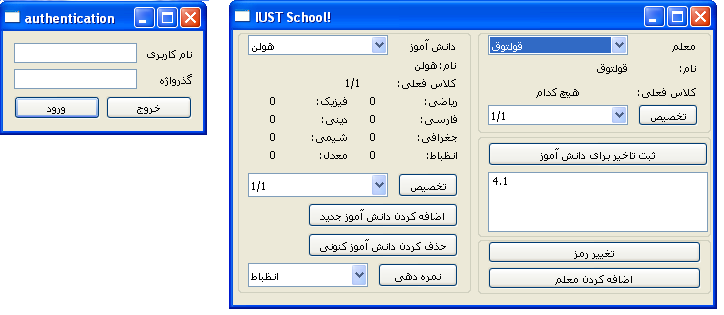 authentication
نام کاربری
گذرواژه
خروج
ورود
IUST School!
معلم
قولتوق
نام: قولتوق
کلاس فعلی: هیچ کدام
تخصیص
1/1
ثبت تاخیر برای دانش آموز
4.1
تغییر رمز
اضافه کردن معلم
دانش آموز
هولن
نام: هولن
کلاس فعلی: 1/1
ریاضی: 0 فیزیک: 0
فارسی: 0 دینی: 0
جغرافی: 0 شیمی: 0
انظباط: 0 معدل: 0
تخصیص
1/1
اضافه کردن دانش آموز جدید
حذف کردن دانش آموز کنونی
نمره دهی
انظباط